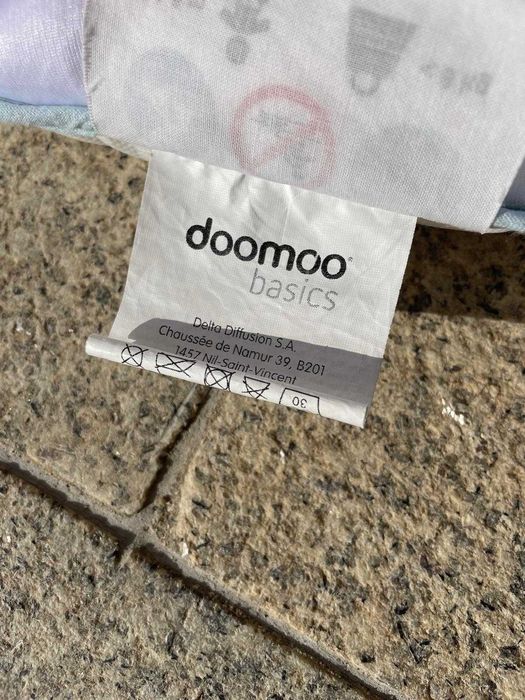 doomoo®
basics
Delta Diffusion S.A.
Chaussée de Namur 39, B201
1457 Nil-Saint-Vincent
30